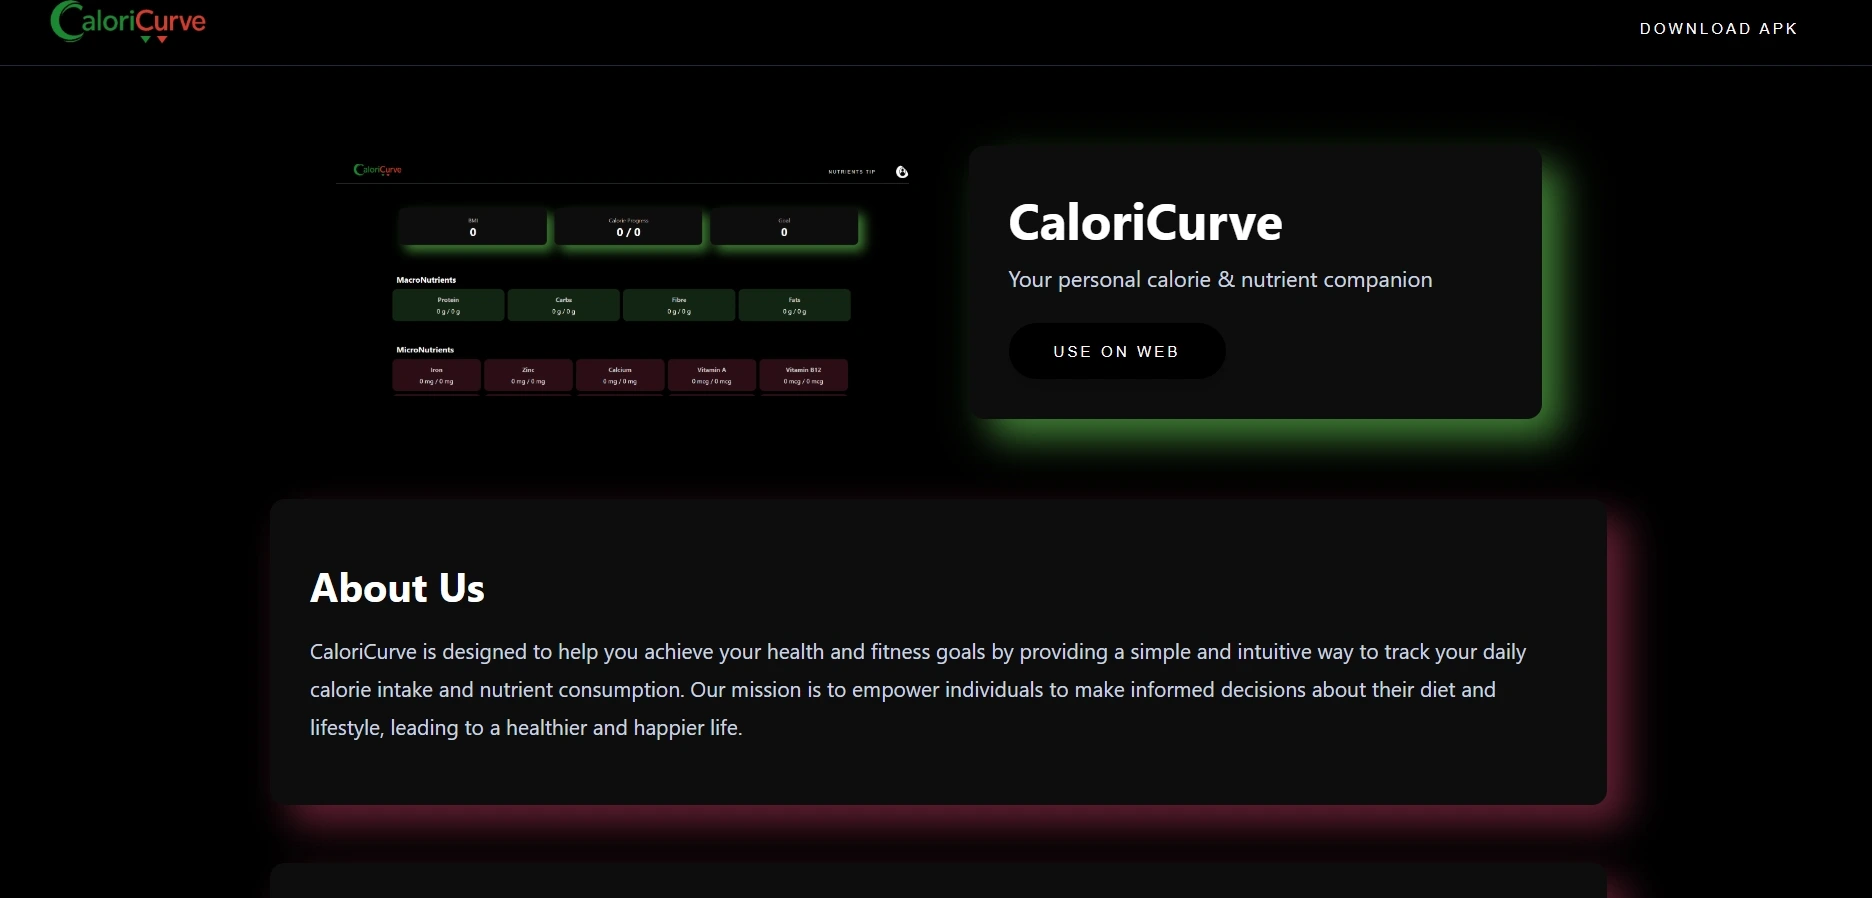 CaloriCurve
DOWNLOAD APK
CaloriCurve
NUTRIENTS TIP
BMI
0
Calorie Progress
0 / 0
Goal
0
MacroNutrients
Protein
0 g / 0 g
Carbs
0 g / 0 g
Fibre
0 g / 0 g
Fats
0 g / 0 g
MicroNutrients
Iron
0 mg / 0 mg
Zinc
0 mg / 0 mg
Calcium
0 mg / 0 mg
Vitamin A
0 mcg / 0 mcg
Vitamin B12
0 mcg / 0 mcg
CaloriCurve
Your personal calorie & nutrient companion
USE ON WEB
About Us
CaloriCurve is designed to help you achieve your health and fitness goals by providing a simple and intuitive way to track your daily
calorie intake and nutrient consumption. Our mission is to empower individuals to make informed decisions about their diet and
lifestyle, leading to a healthier and happier life.